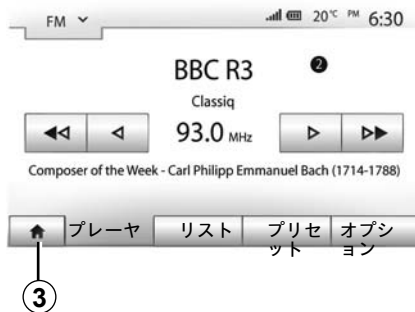 FM
20°C PM 6:30
BBC R3 2
Classiq
93.0 MHz
Composer of the Week - Carl Philipp Emmanuel Bach (1714-1788)
プレーヤ リスト プリセット オプション
3